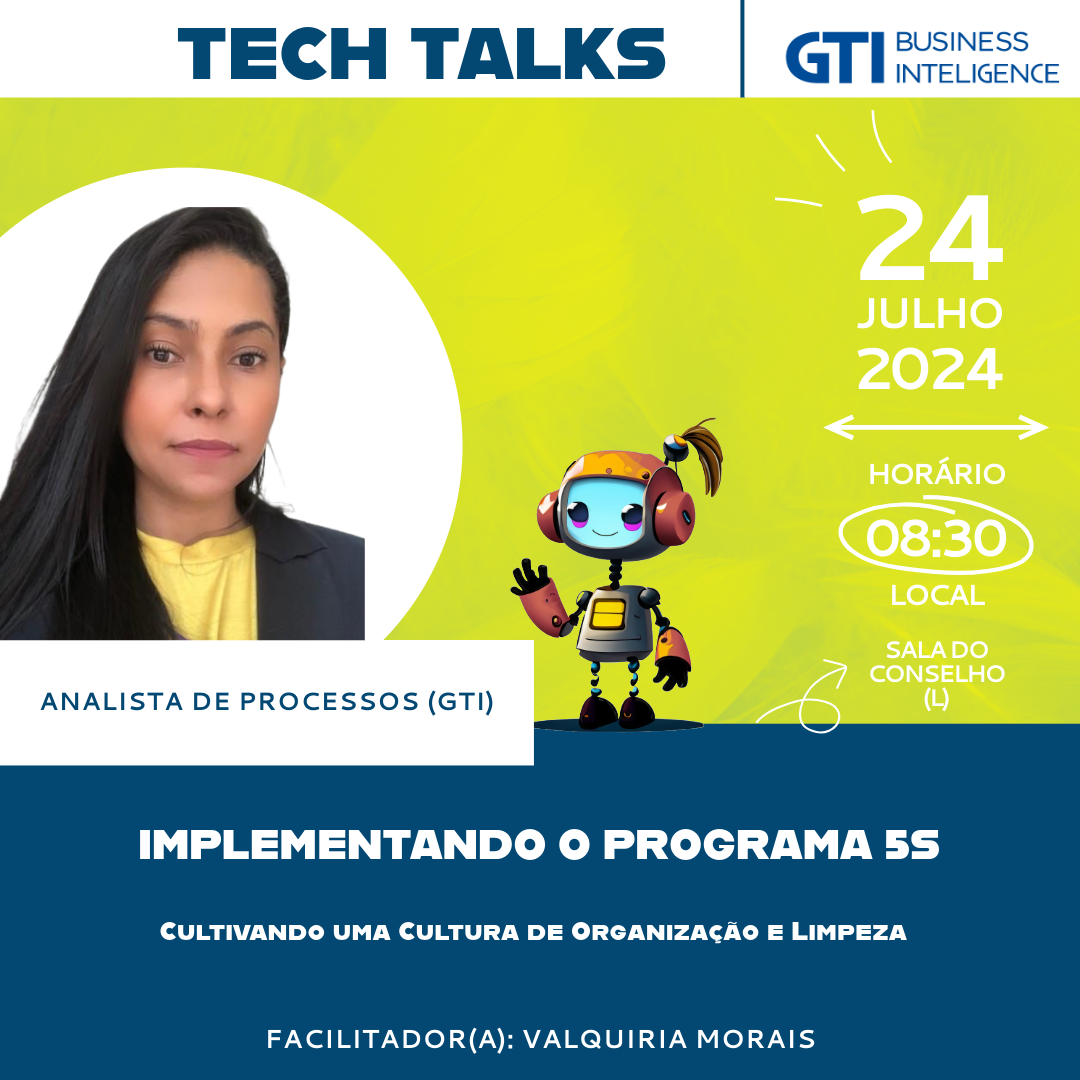 TECH TALKS
GTI BUSINESS
INTELIGENCE
24
JULHO
2024
HORÁRIO
08:30
LOCAL
SALA DO
CONSELHO
(L)
ANALISTA DE PROCESSOS (GTI)
IMPLEMENTANDO O PROGRAMA 5S
Cultivando uma Cultura de Organização e Limpeza
FACILITADOR(A): VALQUIRIA MORAIS